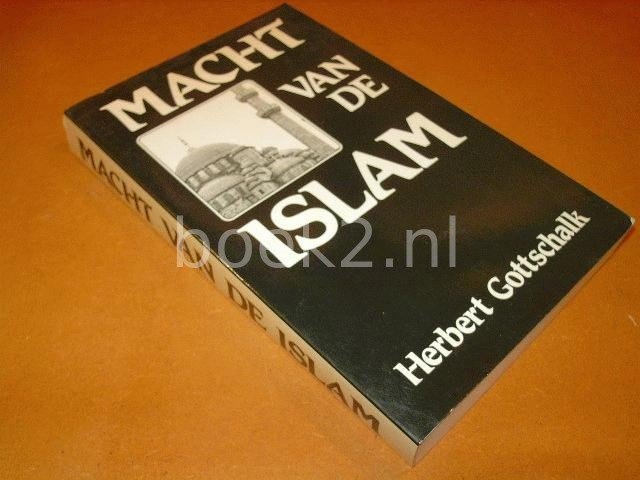 MACHT
VAN
DE
ISLAM
Herbert Gottschalk
MACHT VAN DE ISLAM
book2.nl